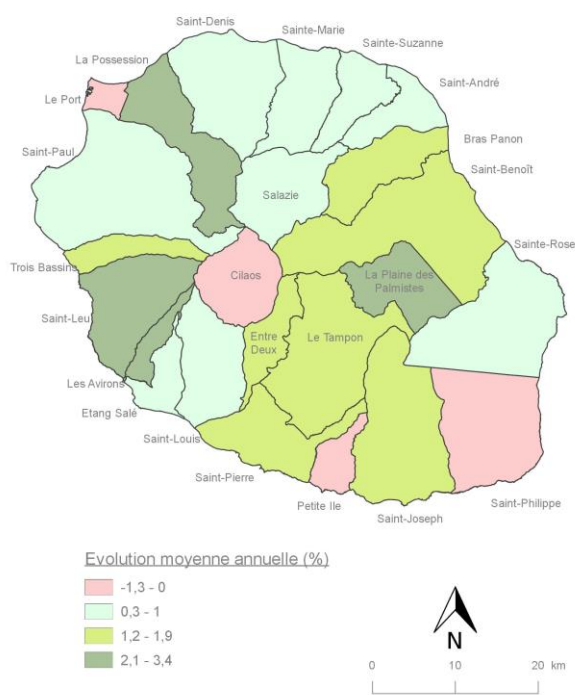 Saint-Denis
Sainte-Marie
Sainte-Suzanne
La Possession
Saint-André
Le Port
Bras Panon
Saint-Paul
Saint-Benoît
Salazie
Sainte-Rose
Trois Bassins
Cilaos
La Plaine des
Palmistes
Saint-Leu
Entre
Deux
Le Tampon
Les Avirons
Etang Salé
Saint-Louis
Saint-Pierre
Petite Ile
Saint-Joseph
Saint-Philippe
Evolution moyenne annuelle (%)
-1,3 - 0
0,3 - 1
1,2 - 1,9
2,1 - 3,4
N
0 10 20 km